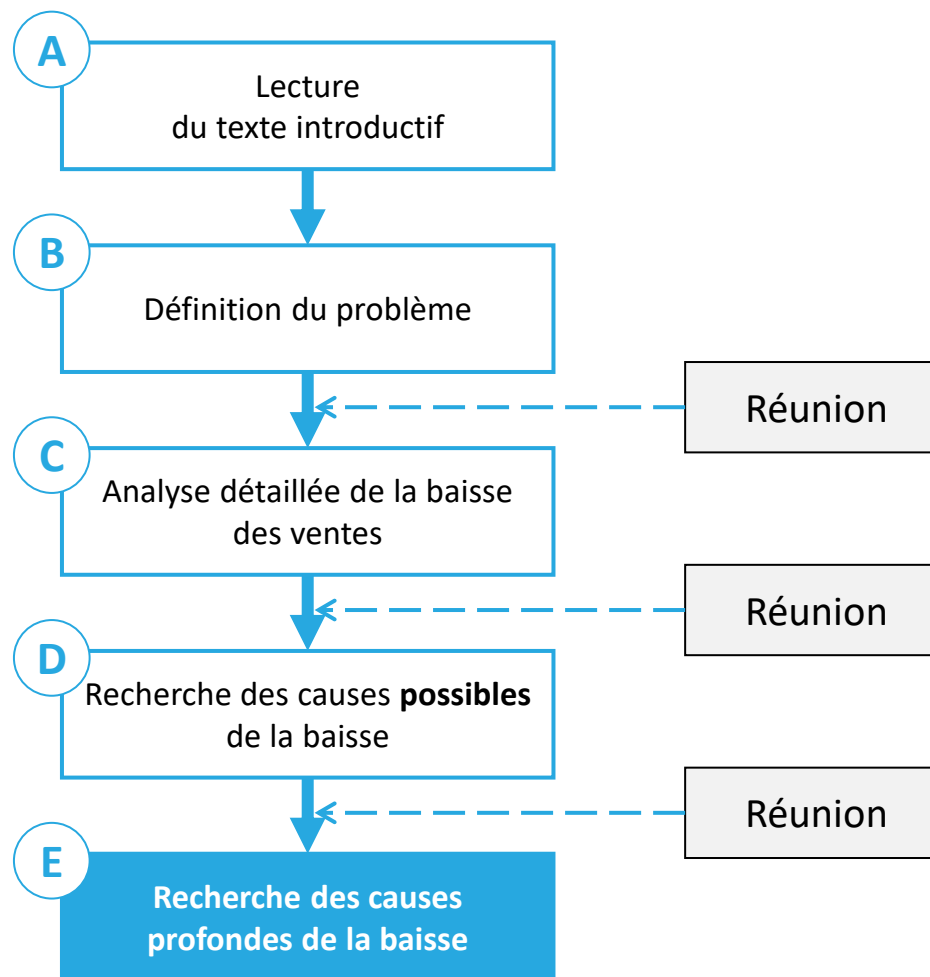 A
Lecture
du texte introductif
B
Définition du problème
Réunion
C
Analyse détaillée de la baisse
des ventes
Réunion
D
Recherche des causes possibles
de la baisse
Réunion
E
Recherche des causes
profondes de la baisse